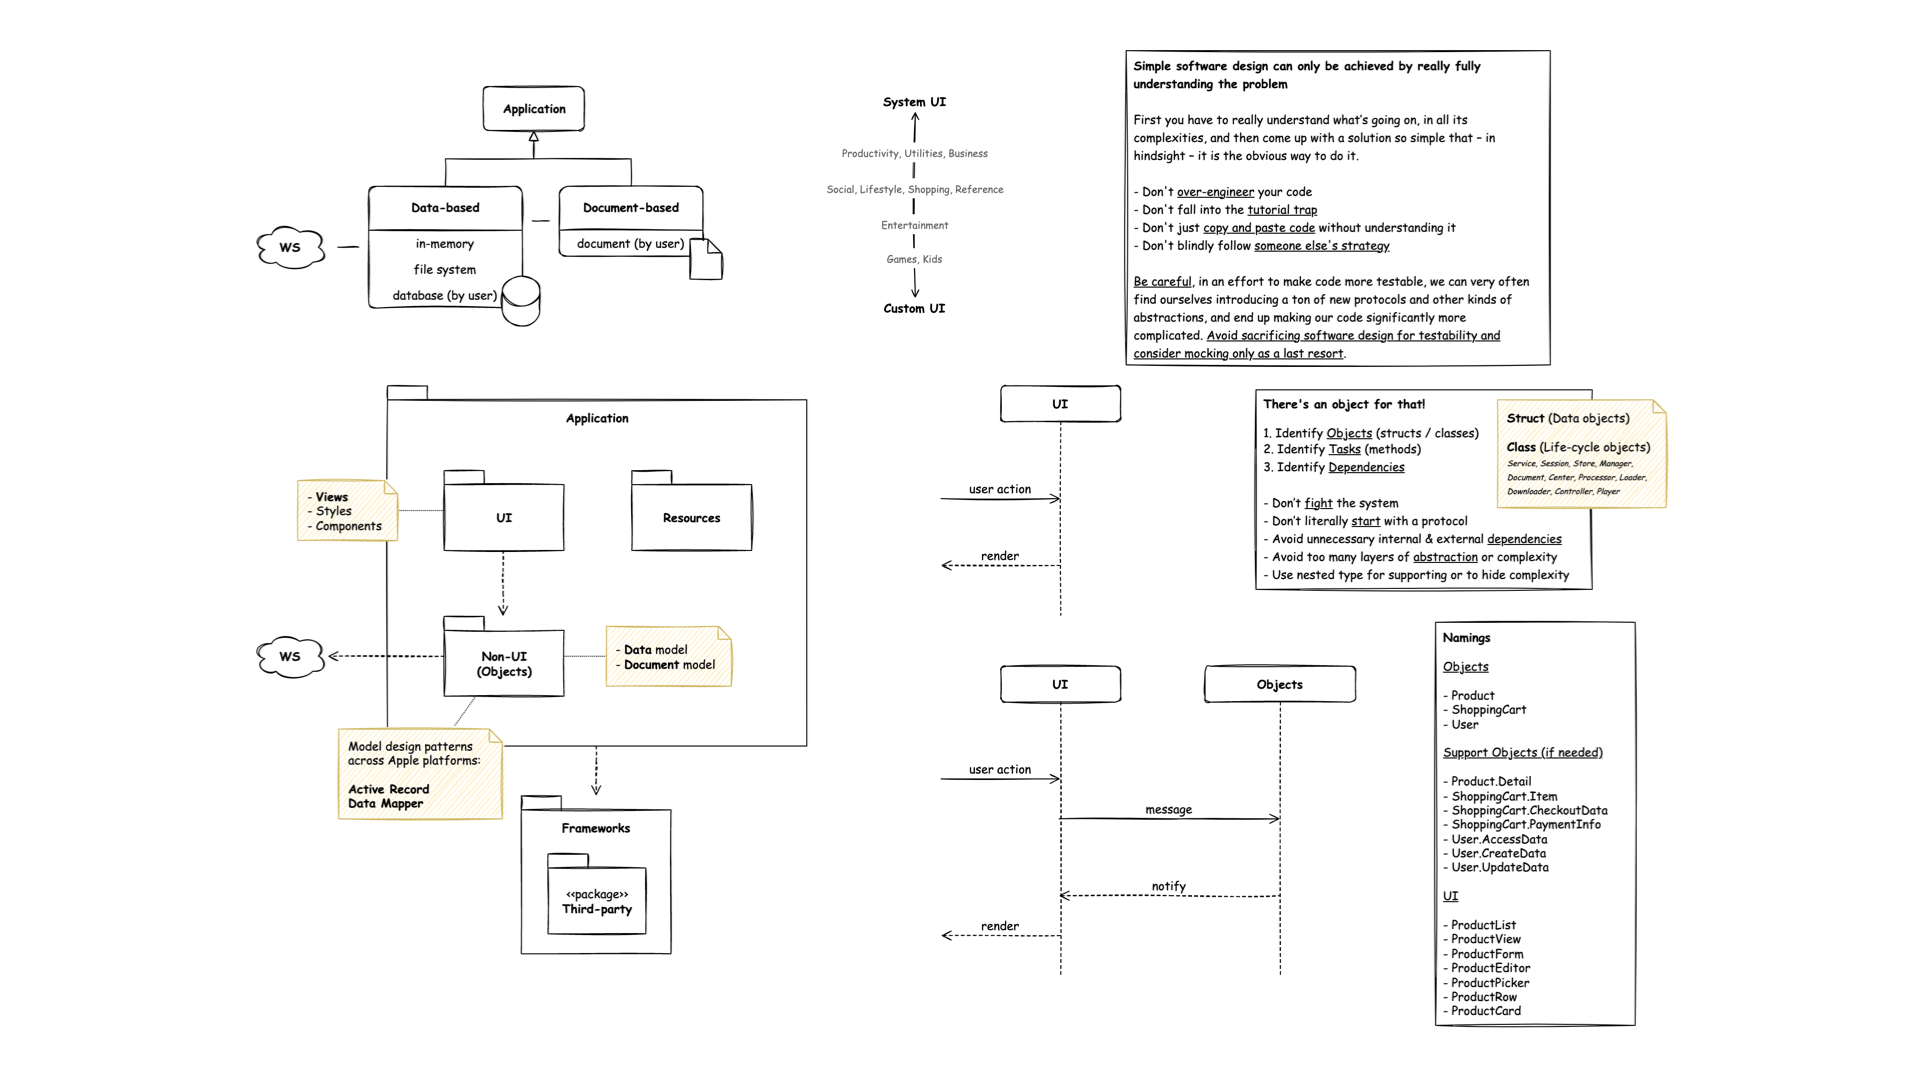 Application
Data-based
in-memory
file system
database (by user)
Document-based
document (by user)
WS
System UI
Productivity, Utilities, Business
Social, Lifestyle, Shopping, Reference
Entertainment
Games, Kids
Custom UI
Simple software design can only be achieved by really fully
understanding the problem
First you have to really understand what's going on, in all its
complexities, and then come up with a solution so simple that – in
hindsight – it is the obvious way to do it.
- Don't over-engineer your code
- Don't fall into the tutorial trap
- Don't just copy and paste code without understanding it
- Don't blindly follow someone else's strategy
Be careful, in an effort to make code more testable, we can very often
find ourselves introducing a ton of new protocols and other kinds of
abstractions, and end up making our code significantly more
complicated. Avoid sacrificing software design for testability and
consider mocking only as a last resort.
Application
- Views
- Styles
- Components
UI
Resources
WS
Non-UI
(Objects)
- Data model
- Document model
Model design patterns
across Apple platforms:
Active Record
Data Mapper
Frameworks
<<package>>
Third-party
UI
user action
render
There's an object for that!
1. Identify Objects (structs / classes)
2. Identify Tasks (methods)
3. Identify Dependencies
- Don't fight the system
- Don't literally start with a protocol
- Avoid unnecessary internal & external dependencies
- Avoid too many layers of abstraction or complexity
- Use nested type for supporting or to hide complexity
Struct (Data objects)
Class (Life-cycle objects)
Service, Session, Store, Manager,
Document, Center, Processor, Loader,
Downloader, Controller, Player
UI
Objects
user action
message
notify
render
Namings
Objects
- Product
- ShoppingCart
- User
Support Objects (if needed)
- Product.Detail
- ShoppingCart.Item
- ShoppingCart.CheckoutData
- ShoppingCart.PaymentInfo
- User.AccessData
- User.CreateData
- User.UpdateData
UI
- ProductList
- ProductView
- ProductForm
- ProductEditor
- ProductPicker
- ProductRow
- ProductCard